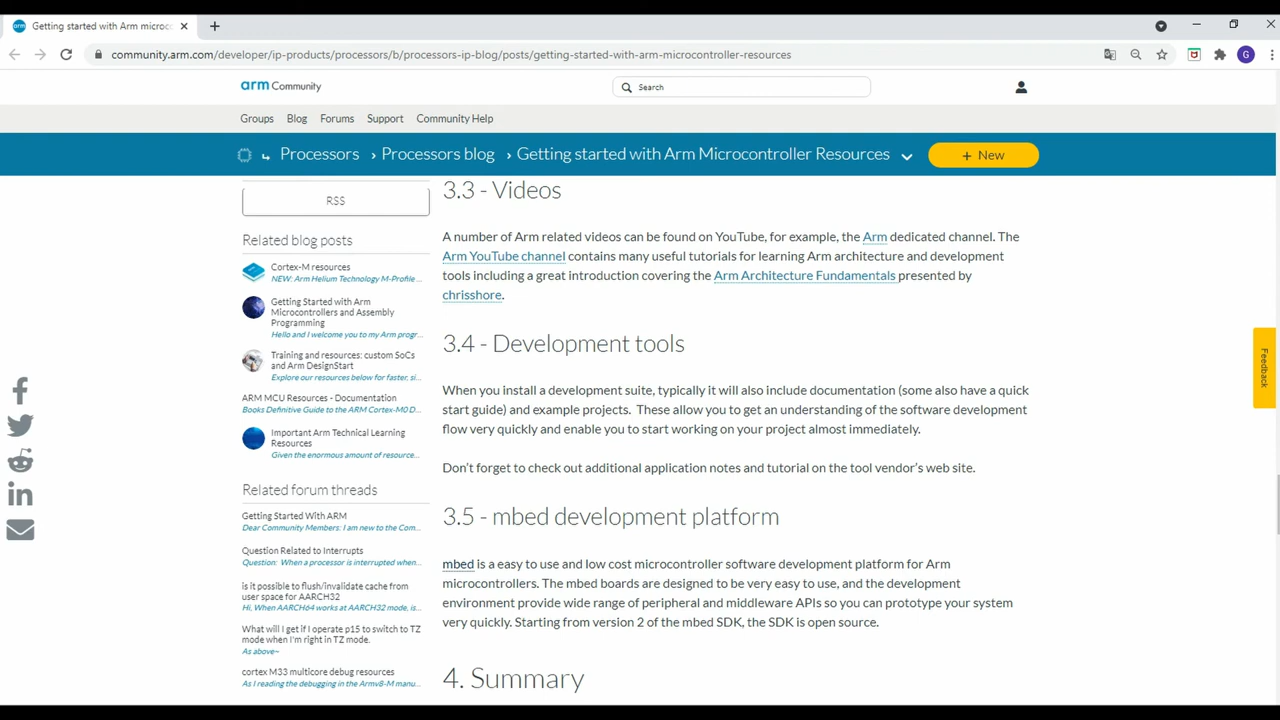 arm
Getting started with Arm microc
community.arm.com/developer/ip-products/processors/b/processors-ip-blog/posts/getting-started-with-arm-microcontroller-resources
G
arm Community
Search
Groups
Blog
Forums
Support
Community Help
Processors › Processors blog › Getting started with Arm Microcontroller Resources
+ New
RSS
Related blog posts
Cortex-M resources
NEW: Arm Helium Technology M-Profile ...
Getting Started with Arm
Microcontrollers and Assembly
Programming
Hello and I welcome you to my Arm progr...
Training and resources: custom SoCs
and Arm DesignStart
Explore our resources below for faster, si...
ARM MCU Resources - Documentation
Books Definitive Guide to the ARM Cortex-M0 D...
Important Arm Technical Learning
Resources
Given the enormous amount of resource...
Related forum threads
Getting Started With ARM
Dear Community Members: I am new to the Com...
Question Related to Interrupts
Question: When a processor is interrupted when...
is it possible to flush/invalidate cache from
user space for AARCH32
Hi, When AARCH64 works at AARCH32 mode, is...
What will I get if I operate p15 to switch to TZ
mode when I'm right in TZ mode.
As above~
cortex M33 multicore debug resources
As I reading the debugging in the Armv8-M manu...
3.3 - Videos
A number of Arm related videos can be found on YouTube, for example, the Arm dedicated channel. The
Arm YouTube channel contains many useful tutorials for learning Arm architecture and development
tools including a great introduction covering the Arm Architecture Fundamentals presented by
chrisshore.
3.4 - Development tools
When you install a development suite, typically it will also include documentation (some also have a quick
start guide) and example projects. These allow you to get an understanding of the software development
flow very quickly and enable you to start working on your project almost immediately.
Don't forget to check out additional application notes and tutorial on the tool vendor's web site.
3.5 - mbed development platform
mbed is a easy to use and low cost microcontroller software development platform for Arm
microcontrollers. The mbed boards are designed to be very easy to use, and the development
environment provide wide range of peripheral and middleware APIs so you can prototype your system
very quickly. Starting from version 2 of the mbed SDK, the SDK is open source.
4. Summary
Feedback